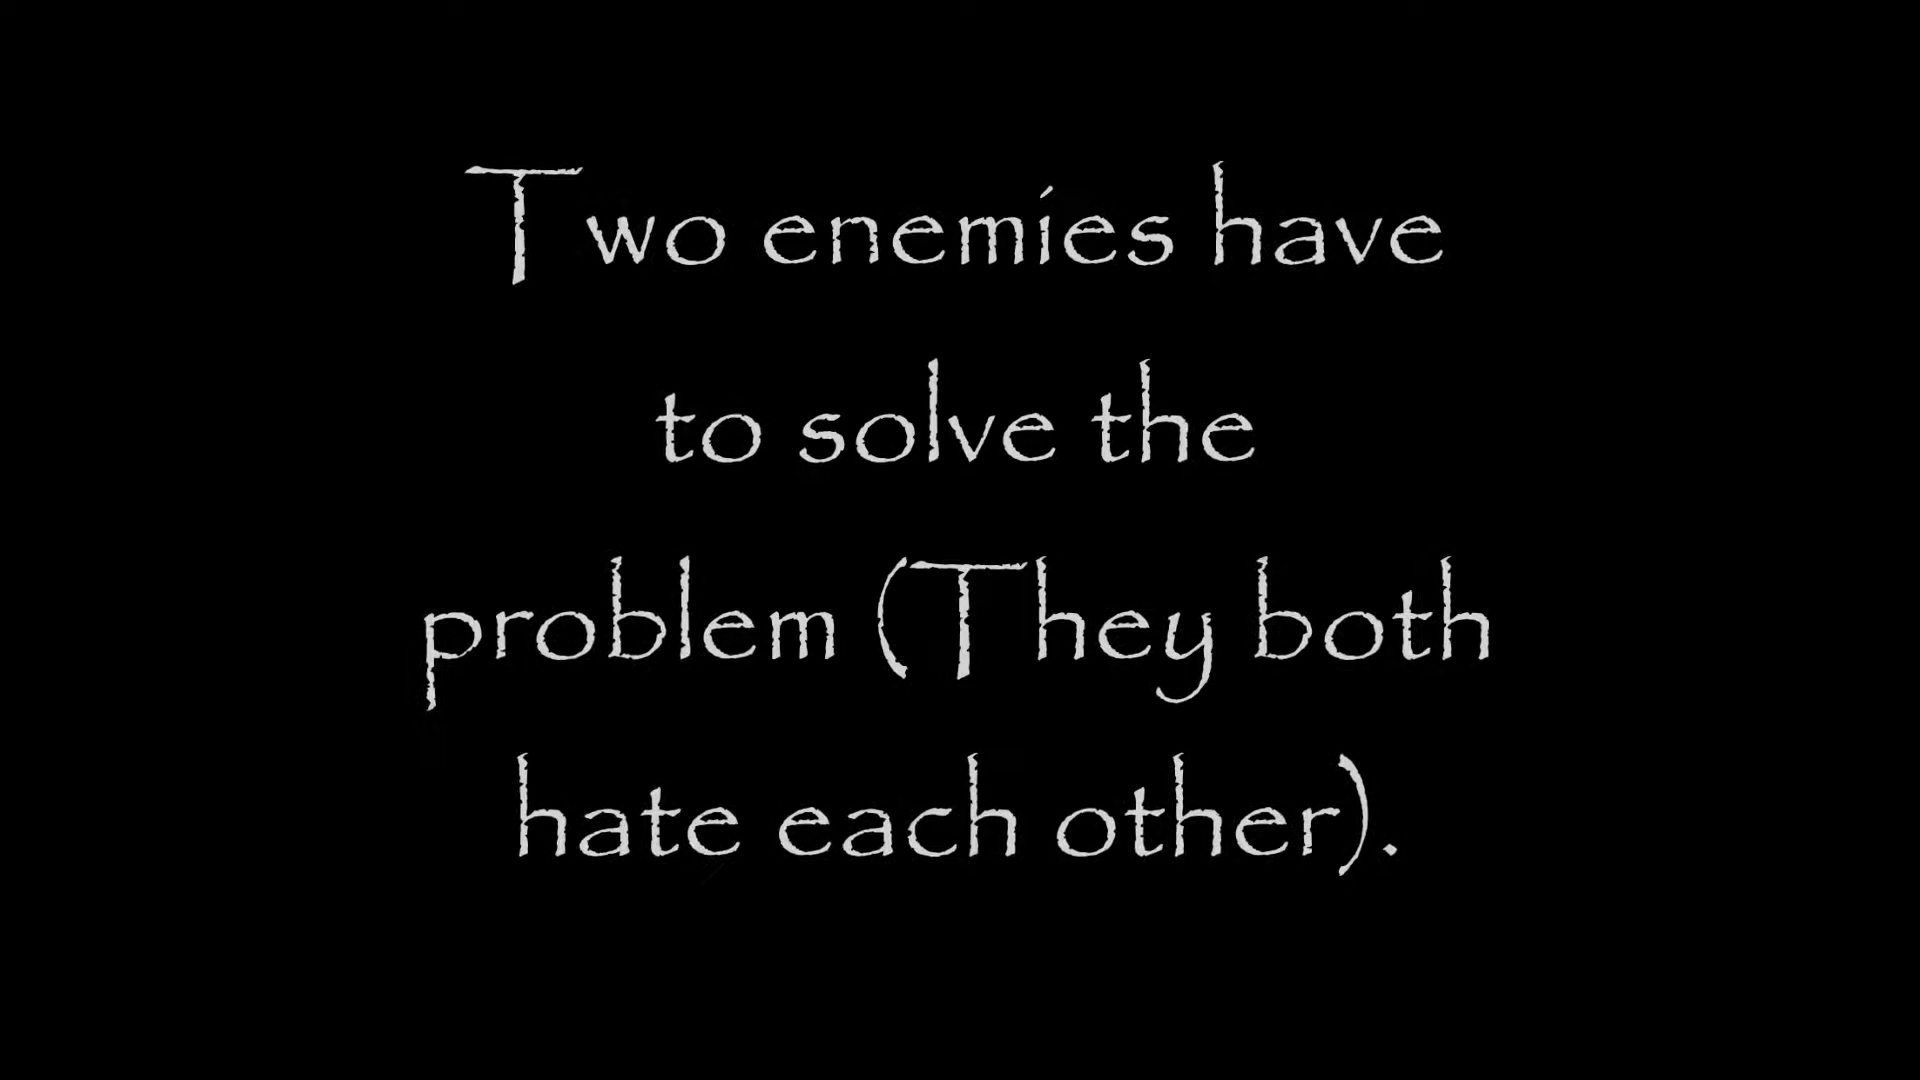 Two enemies have
to solve the
problem (They both
hate each other).